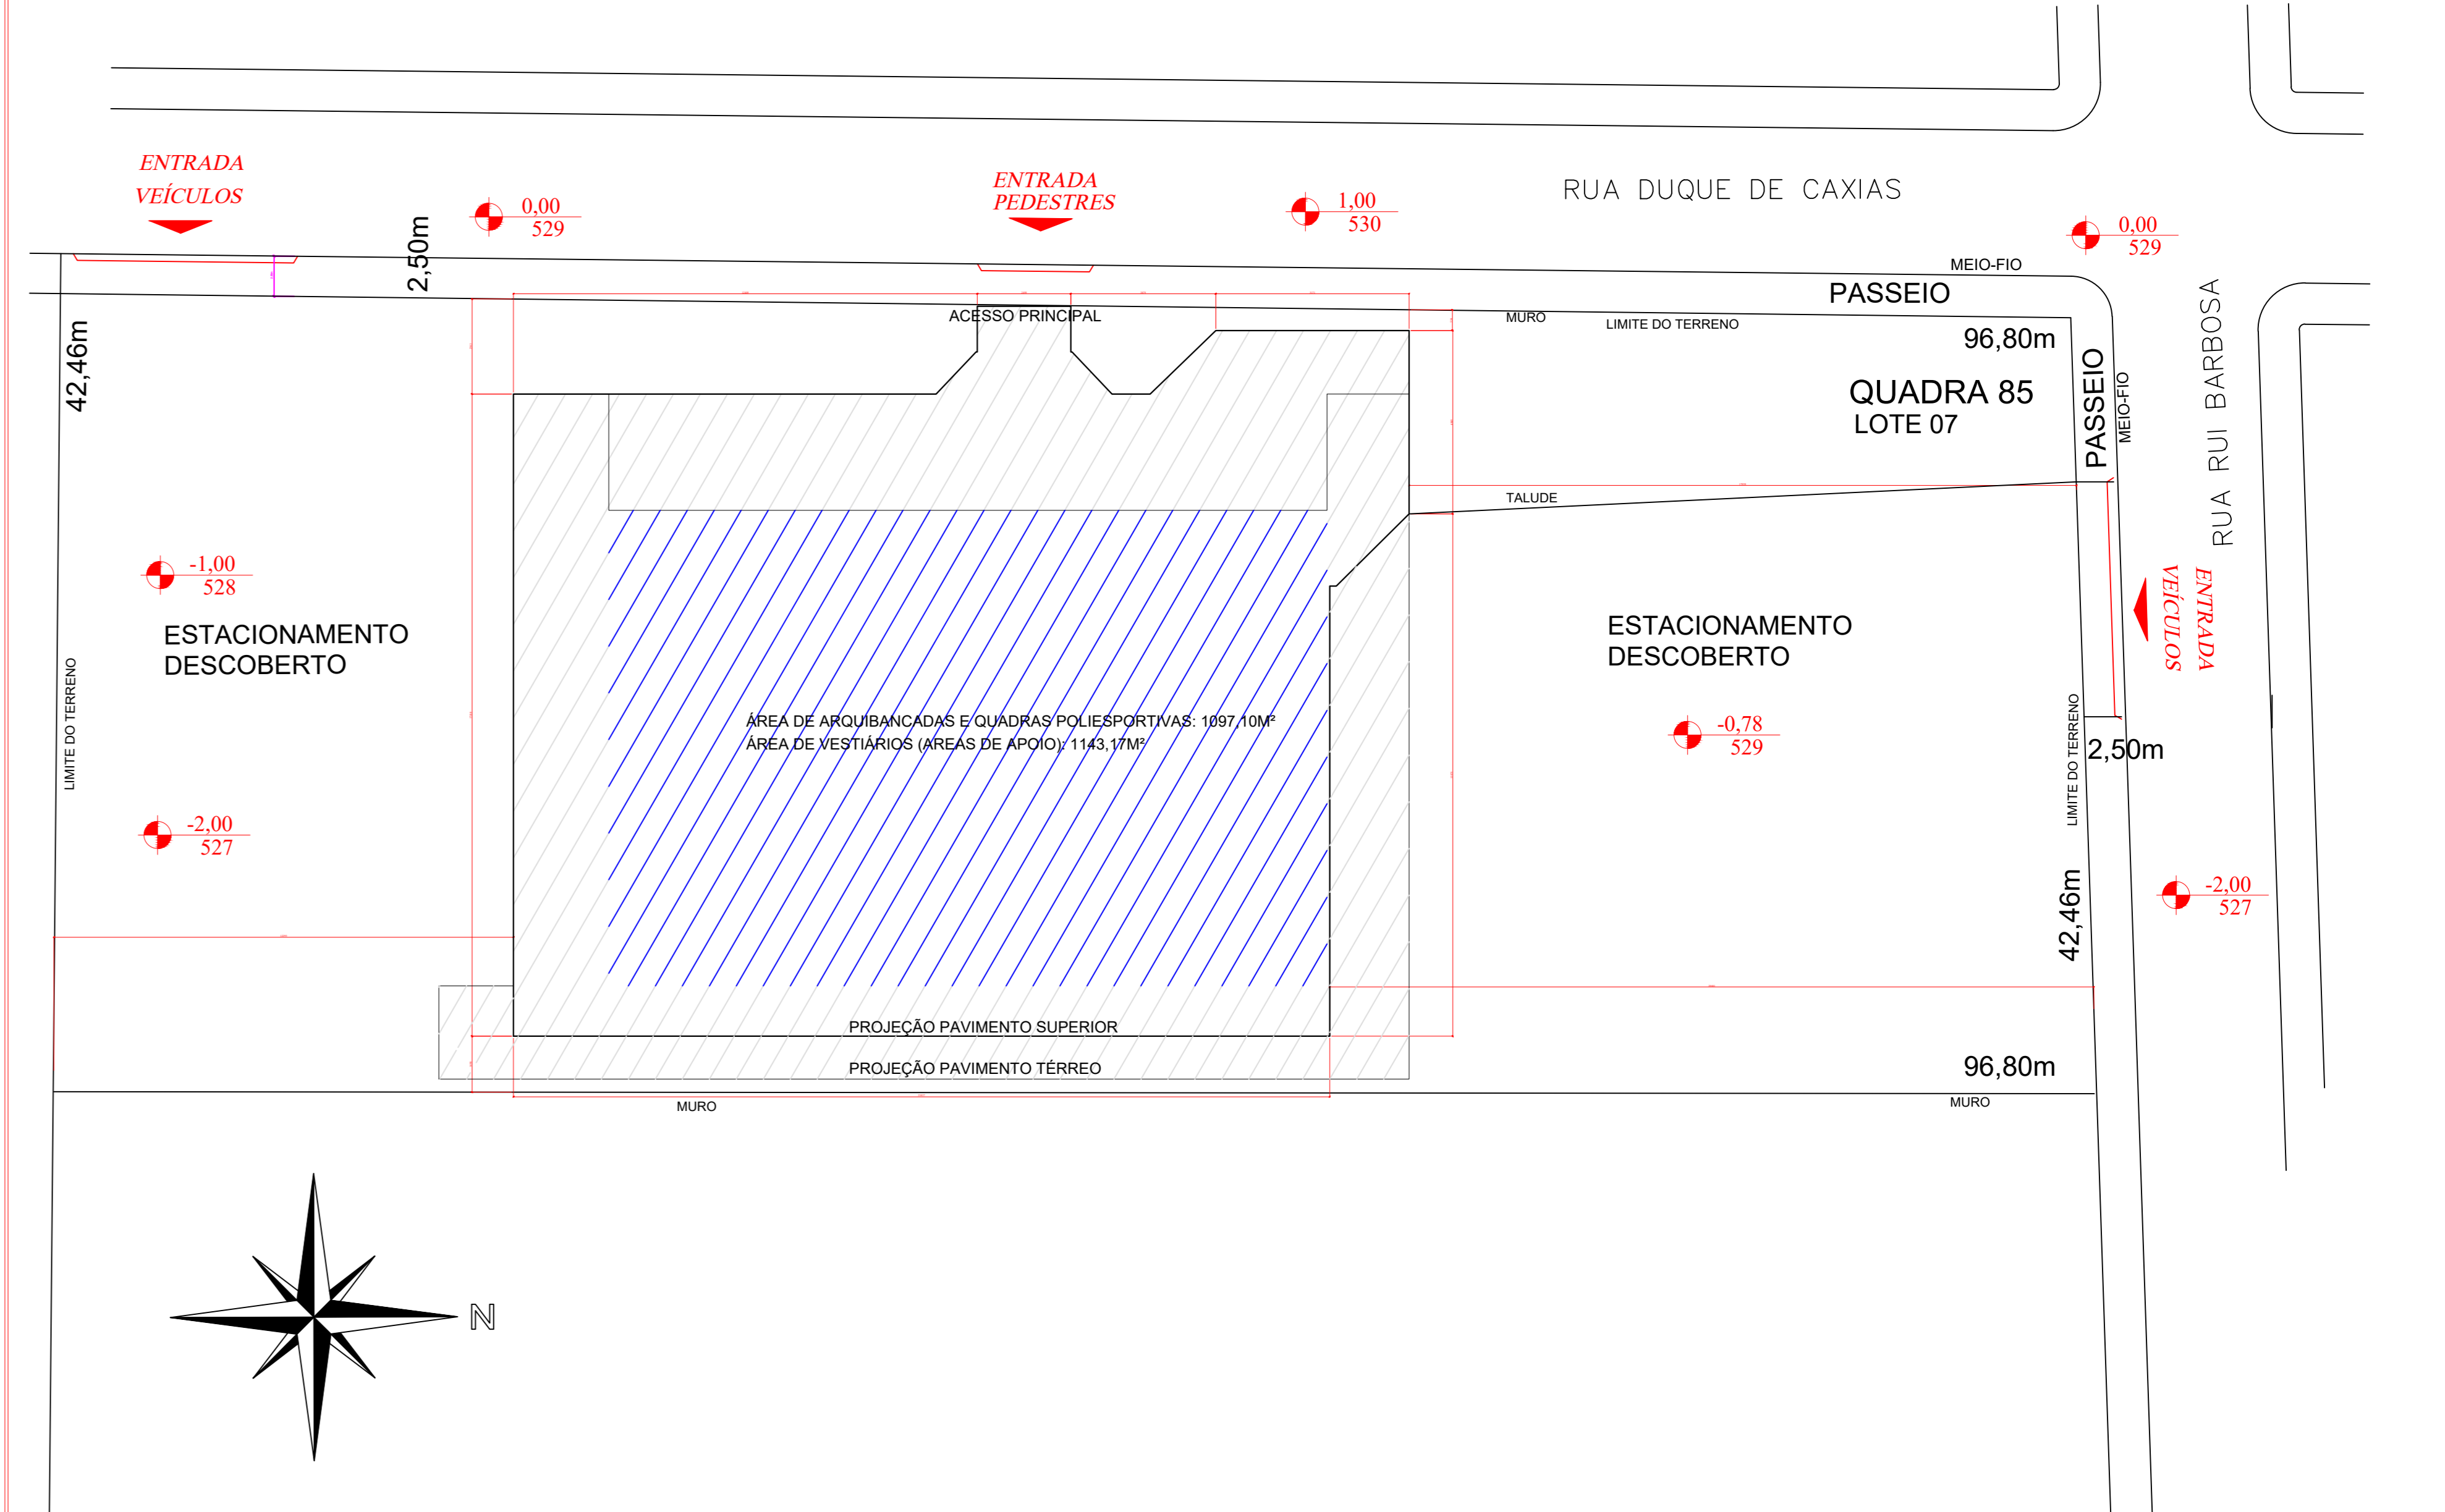 ENTRADA
VEÍCULOS
2,50m
0,00
529
ENTRADA
PEDESTRES
1,00
530
RUA DUQUE DE CAXIAS
0,00
529
MEIO-FIO
PASSEIO
ACESSO PRINCIPAL
MURO
LIMITE DO TERRENO
96,80m
42,46m
QUADRA 85
LOTE 07
PASSEIO
MEIO-FIO
RUA RUI BARBOSA
TALUDE
-1,00
528
ESTACIONAMENTO
DESCOBERTO
ESTACIONAMENTO
DESCOBERTO
ENTRADA
VEÍCULOS
LIMITE DO TERRENO
ÁREA DE ARQUIBANCADAS E QUADRAS POLIESPORTIVAS: 1097,10M²
ÁREA DE VESTIÁRIOS (AREAS DE APOIO): 1143,17M²
-0,78
529
LIMITE DO TERRENO
2,50m
-2,00
527
42,46m
-2,00
527
PROJEÇÃO PAVIMENTO SUPERIOR
PROJEÇÃO PAVIMENTO TÉRREO
96,80m
MURO
MURO
N